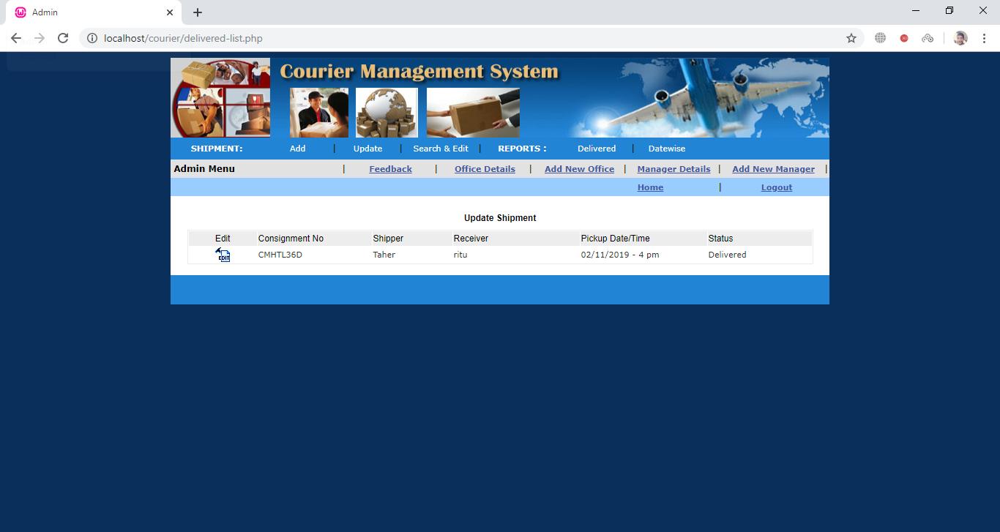 Admin
localhost/courier/delivered-list.php
Courier Management System
SHIPMENT: Add | Update | Search & Edit | REPORTS : Delivered | Datewise
Admin Menu | Feedback | Office Details | Add New Office | Manager Details | Add New Manager |
Home | Logout
Update Shipment
Edit Consignment No Shipper Receiver Pickup Date/Time Status
EDIT CMHTL36D Taher ritu 02/11/2019 - 4 pm Delivered